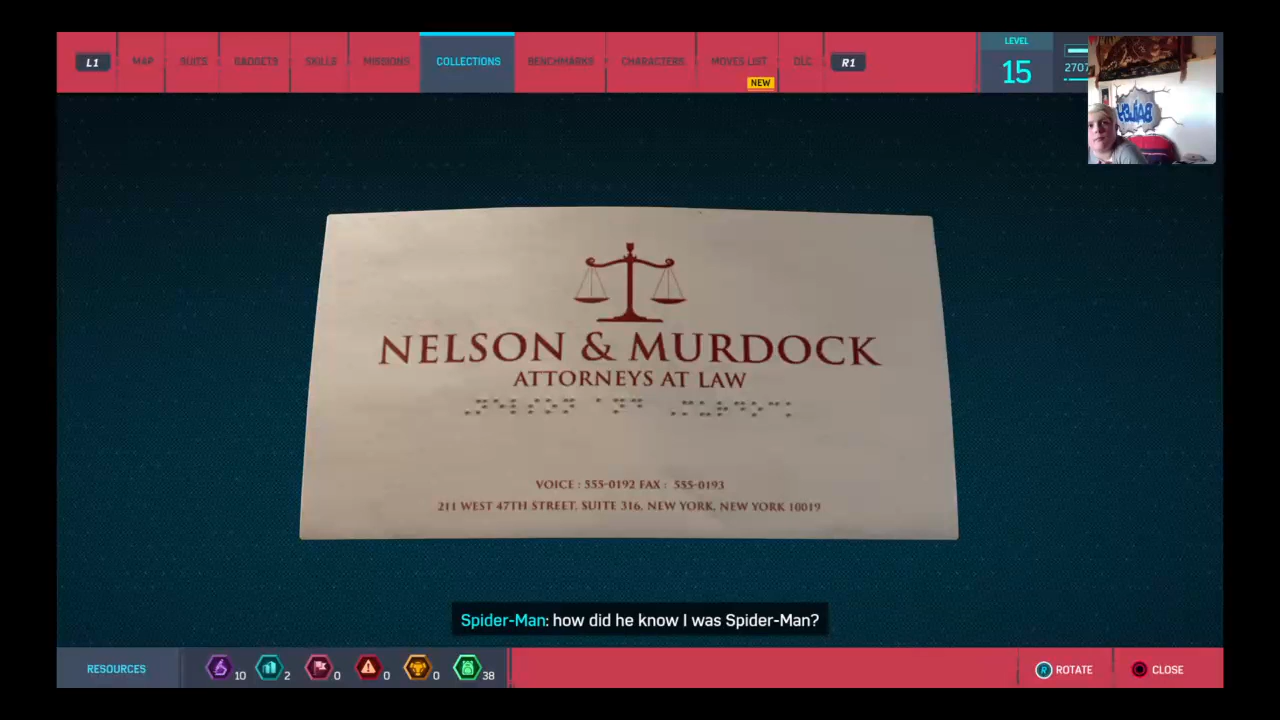 L1 MAP SUITS GADGETS SKILLS MISSIONS COLLECTIONS BENCHMARKS CHARACTERS MOVES LIST DLC R1
NEW
LEVEL
15
2707
NELSON & MURDOCK
ATTORNEYS AT LAW
VOICE : 555-0192 FAX : 555-0193
211 WEST 47TH STREET, SUITE 316, NEW YORK, NEW YORK 10019
Spider-Man: how did he know I was Spider-Man?
RESOURCES 10 2 0 0 0 38 R ROTATE CLOSE